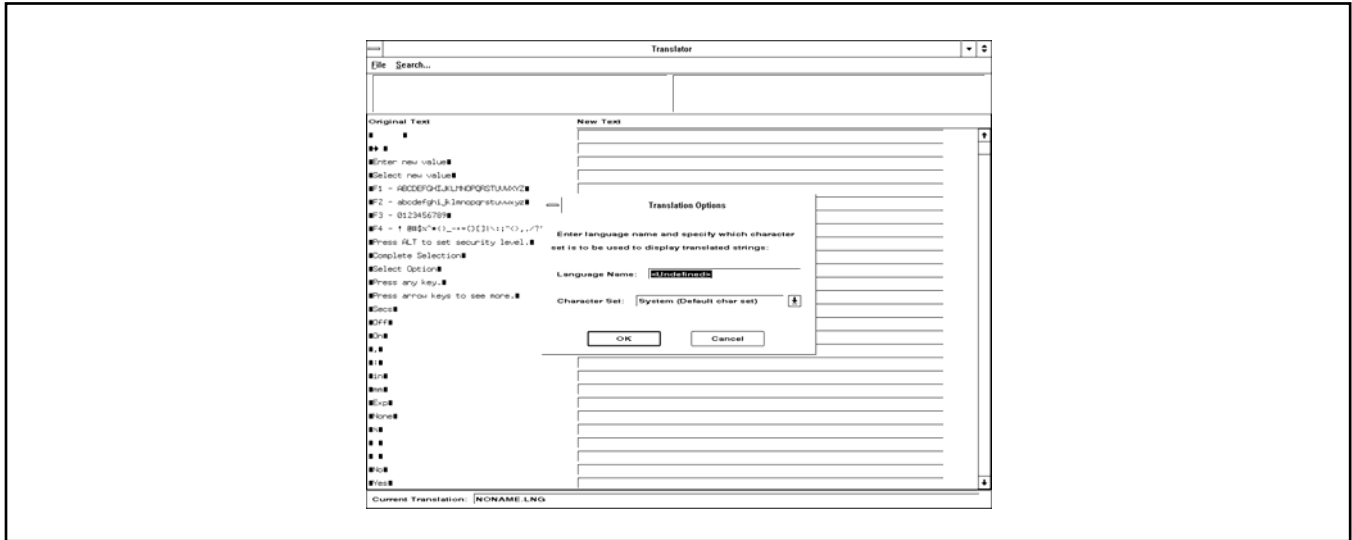 Translator
File Search...
Original Text New Text
Enter new value
Select new value
F1 - ABCDEFGHIJKLMNOPQRSTUVWXYZ
F2 - abcdefghijklmnopqrstuvwxyz
F3 - 0123456789
F4 -
Press ALT to set security level.
Complete Selection
Select Option
Press any key.
Press arrow keys to see more.
Secs
Off
On
,
:
in
mm
Exp
None
No
Yes
Translation Options
Enter language name and specify which character
set is to be used to display translated strings:
Language Name: <Undefined>
Character Set: System (Default char set)
OK Cancel
Current Translation: NONAME.LNG